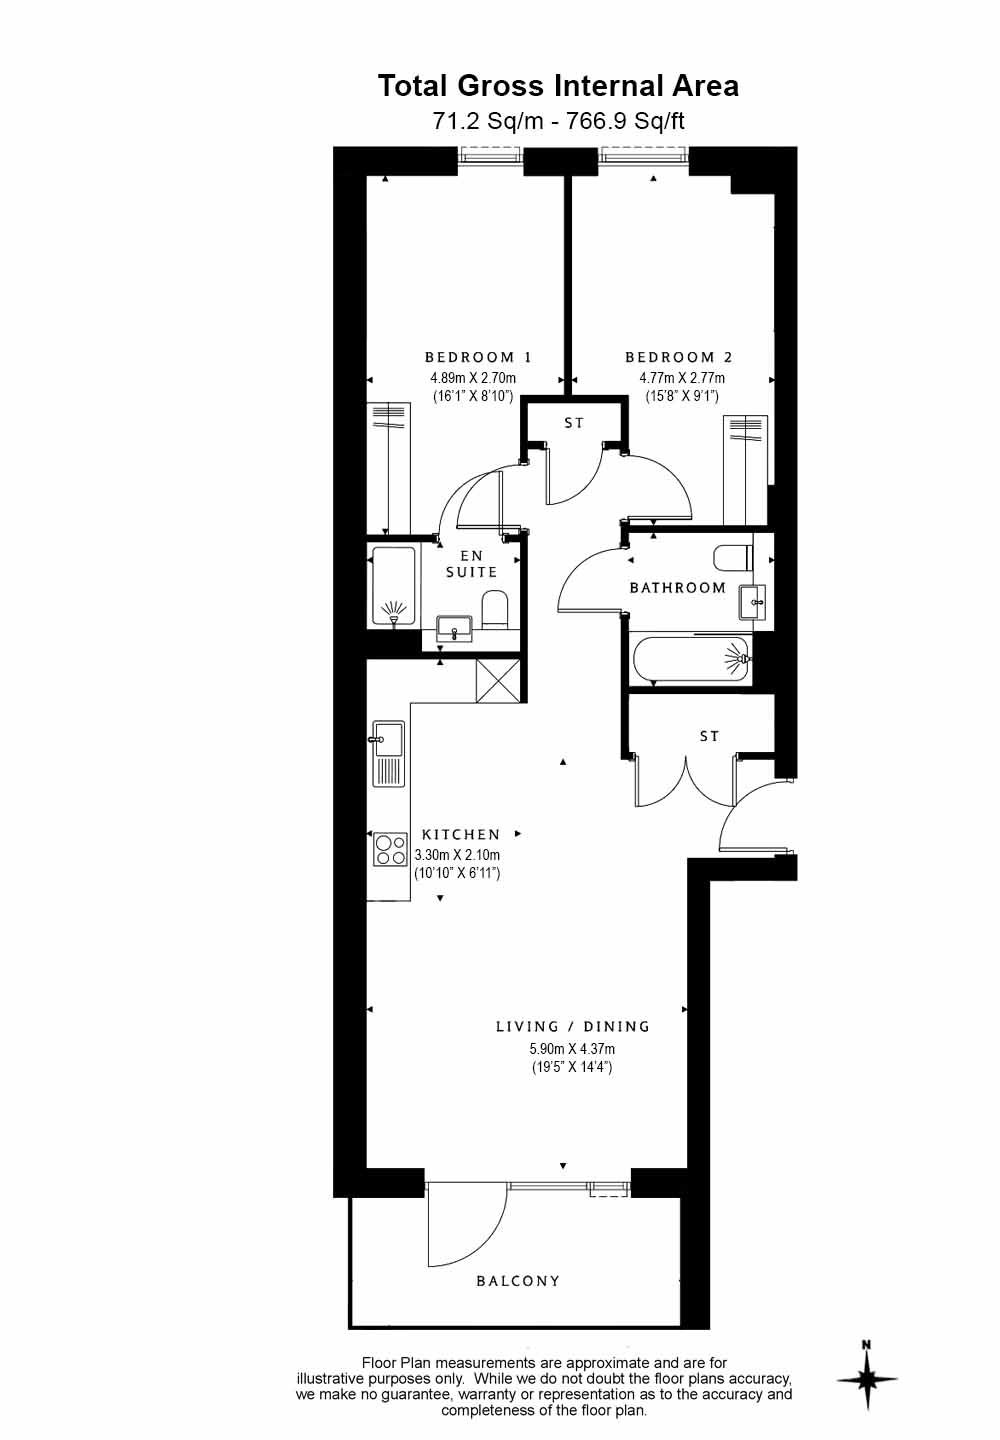 Total Gross Internal Area
71.2 Sq/m - 766.9 Sq/ft
BEDROOM 1
4.89m X 2.70m
(16'1" X 8'10")
BEDROOM 2
4.77m X 2.77m
(15'8" X 9'1")
ST
EN
SUITE
BATHROOM
ST
KITCHEN
3.30m X 2.10m
(10'10" X 6'11")
LIVING / DINING
5.90m X 4.37m
(19'5" X 14'4")
BALCONY
N
Floor Plan measurements are approximate and are for
illustrative purposes only. While we do not doubt the floor plans accuracy,
we make no guarantee, warranty or representation as to the accuracy and
completeness of the floor plan.